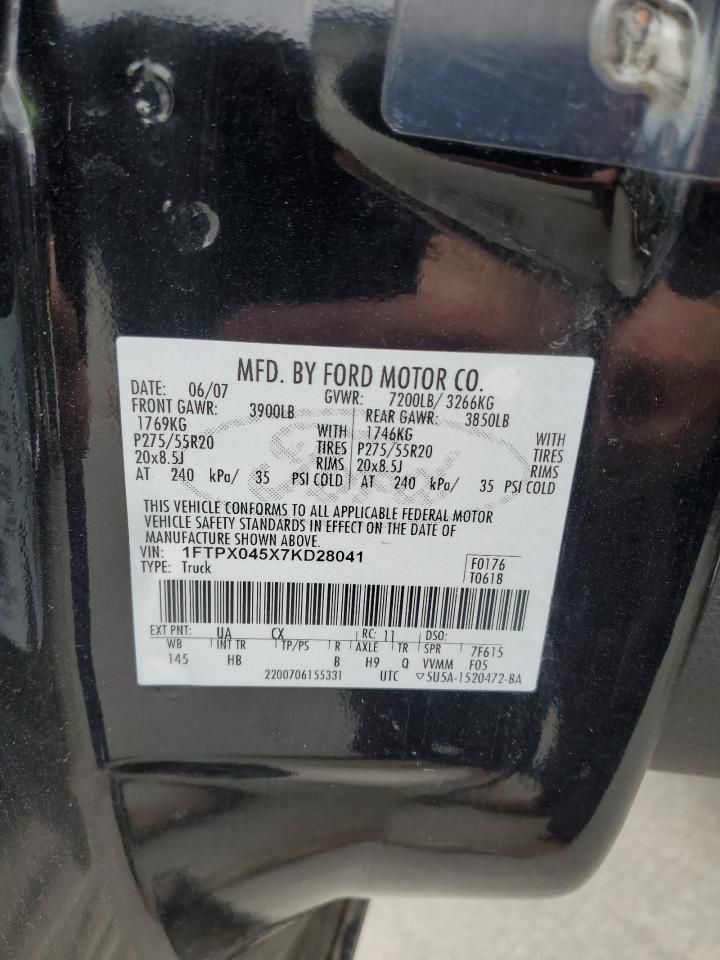 MFD. BY FORD MOTOR CO.
DATE: 06/07 GVWR: 7200LB/ 3266KG
FRONT GAWR: 3900LB REAR GAWR: 3850LB
1769KG WITH 1746KG WITH
P275/55R20 TIRES P275/55R20 TIRES
20x8.5J RIMS 20x8.5J RIMS
AT 240 kPa/ 35 PSI COLD AT 240 kPa/ 35 PSI COLD
Ford
THIS VEHICLE CONFORMS TO ALL APPLICABLE FEDERAL MOTOR
VEHICLE SAFETY STANDARDS IN EFFECT ON THE DATE OF
MANUFACTURE SHOWN ABOVE.
VIN: 1FTPX045X7KD28041 F0176
TYPE: Truck T0618
EXT PNT: UA CX RC: 11 DSO:
WB INT TR TP/PS R AXLE TR SPR 7F615
145 HB B H9 Q VVMM F05
2200706155331 UTC ▽5U5A-1520472-BA